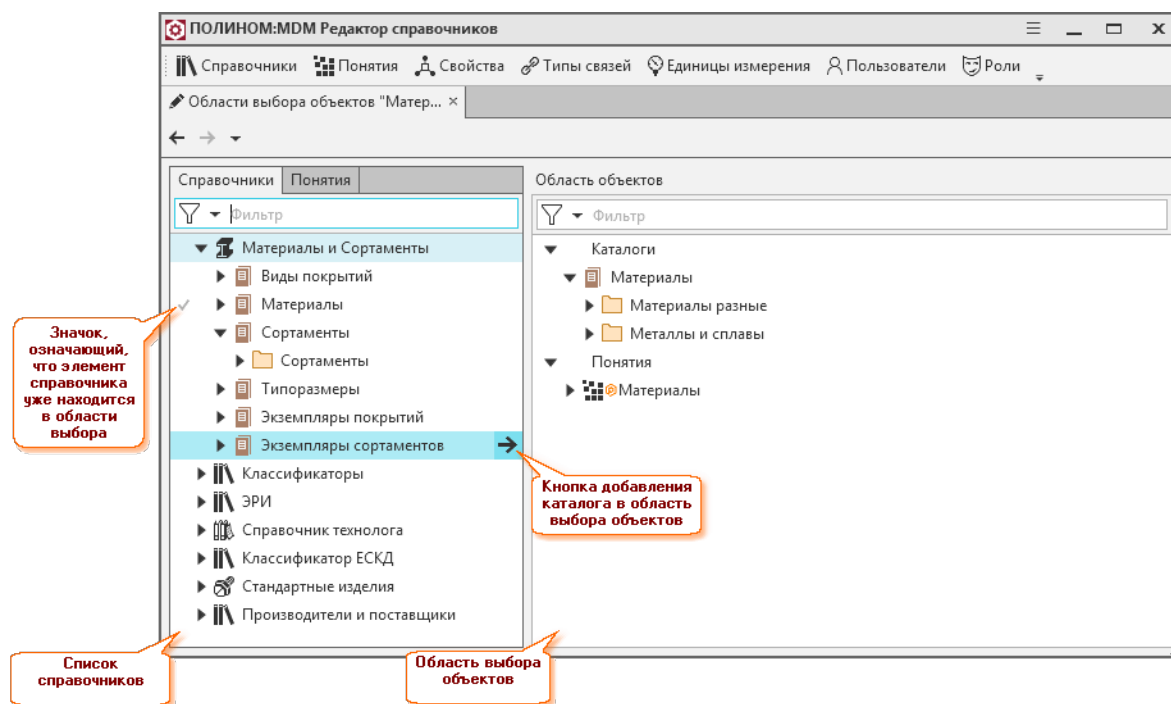 ПОЛИНОМ:MDM Редактор справочников
Справочники Понятия Свойства Типы связей Единицы измерения Пользователи Роли
Области выбора объектов "Матер...
Справочники Понятия
Фильтр
Материалы и Сортаменты
Виды покрытий
Материалы
Сортаменты
Сортаменты
Типоразмеры
Экземпляры покрытий
Экземпляры сортаментов
Классификаторы
ЭРИ
Справочник технолога
Классификатор ЕСКД
Стандартные изделия
Производители и поставщики
Область объектов
Фильтр
Каталоги
Материалы
Материалы разные
Металлы и сплавы
Понятия
Материалы
Значок,
означающий,
что элемент
справочника
уже находится
в области
выбора
Кнопка добавления
каталога в область
выбора объектов
Список
справочников
Область выбора
объектов